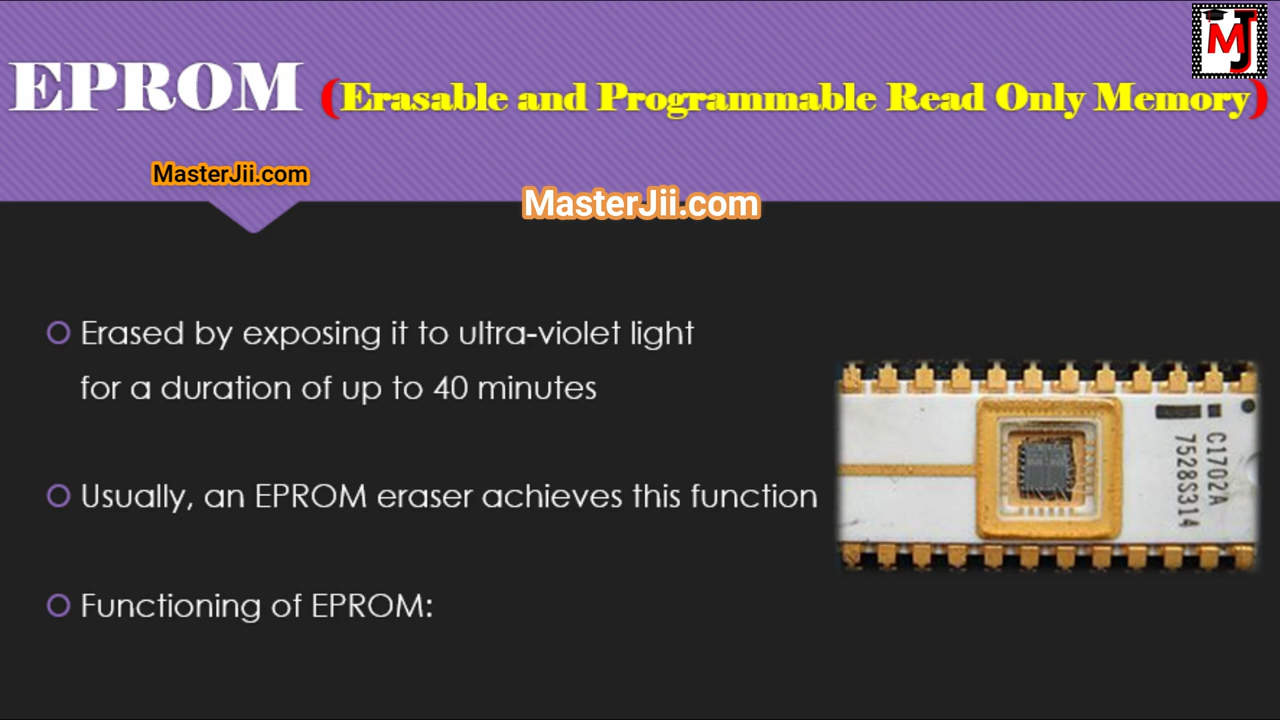 MJ
EPROM (Erasable and Programmable Read Only Memory)
MasterJii.com
MasterJii.com
Erased by exposing it to ultra-violet light
for a duration of up to 40 minutes
Usually, an EPROM eraser achieves this function
C1702A
7528S314
Functioning of EPROM: